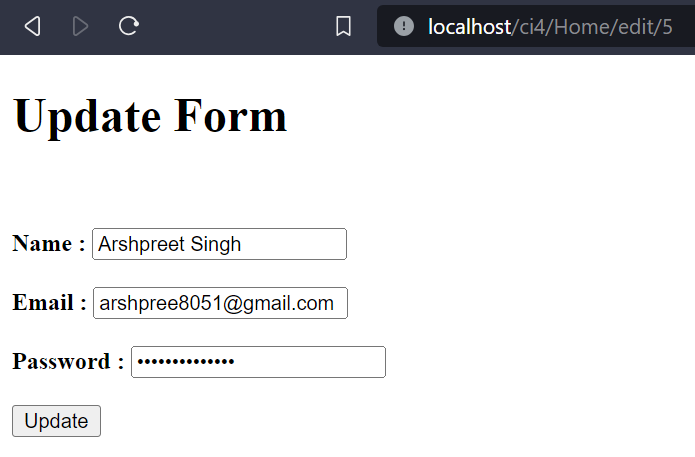 localhost/ci4/Home/edit/5
Update Form
Name : Arshpreet Singh
Email : arshpree8051@gmail.com
Password : ••••••••••••••
Update